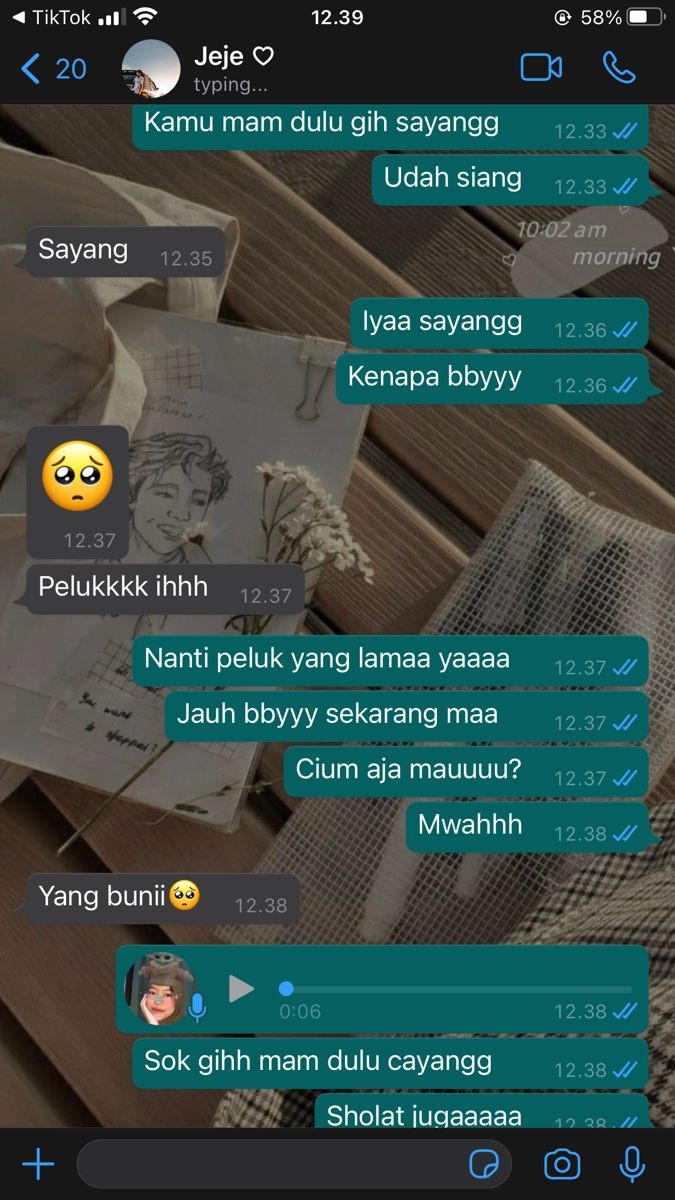 ◀ TikTok
12.39
58%
20
Jeje ♡
typing...
Kamu mam dulu gih sayangg
12.33
Udah siang
12.33
10:02 am
morning
Sayang
12.35
Iyaa sayangg
12.36
Kenapa bbyyy
12.36
🥺
12.37
Pelukkkk ihhh
12.37
Nanti peluk yang lamaa yaaaa
12.37
Jauh bbyyy sekarang maa
12.37
Cium aja mauuuu?
12.37
Mwahhh
12.38
Yang bunii🥺
12.38
0:06
12.38
Sok gihh mam dulu cayangg
12.38
Sholat jugaaaaa
12.38